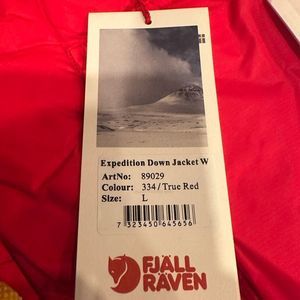 Expedition Down Jacket W
ArtNo: 89029
Colour: 334/True Red
Size: L
7 323450 645656
FJÄLL
RÄVEN